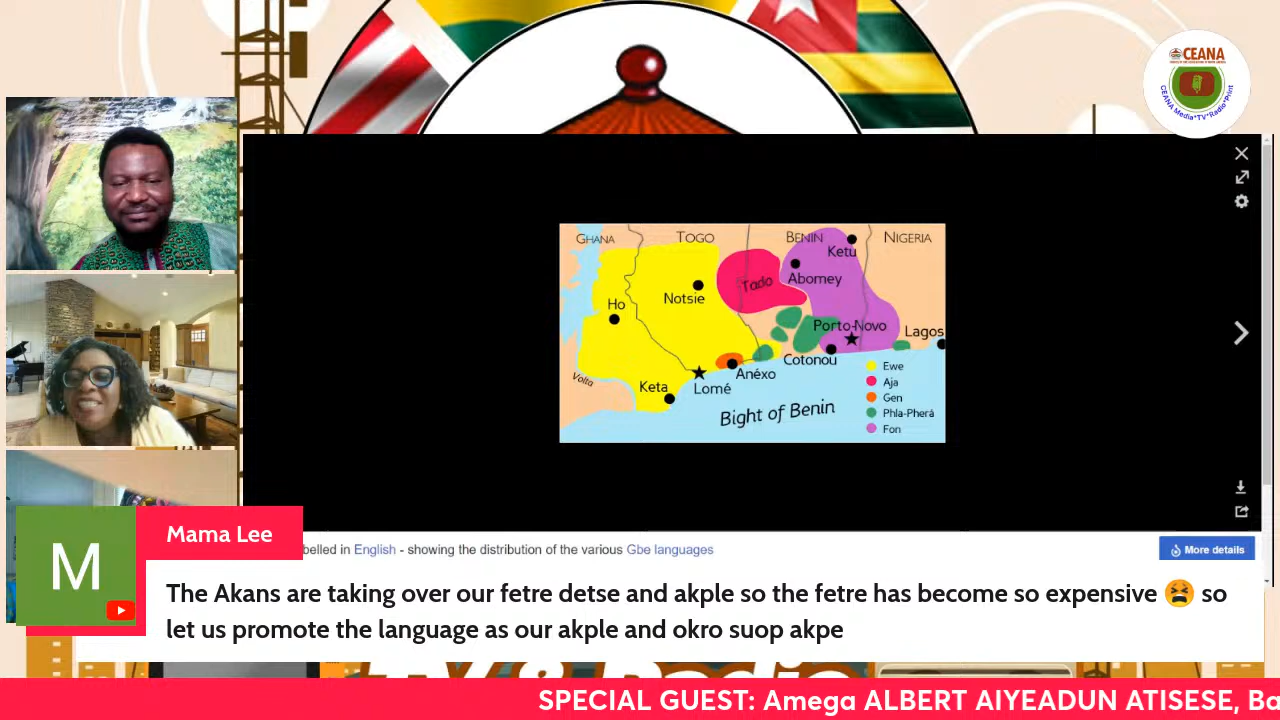 CEANA
CEANA Media*TV*Radio*Print
GHANA
TOGO
BENIN
NIGERIA
Ketu
Tado
Abomey
Ho
Notsie
Porto-Novo
Lagos
Cotonou
Volta
Keta
Lomé
Anéxo
Bight of Benin
Ewe
Aja
Gen
Phla-Pherá
Fon
belled in English - showing the distribution of the various Gbe languages
More details
M
Mama Lee
The Akans are taking over our fetre detse and akple so the fetre has become so expensive 😫 so
let us promote the language as our akple and okro suop akpe
TV & Radio
SPECIAL GUEST: Amega ALBERT AIYEADUN ATISESE, Ba